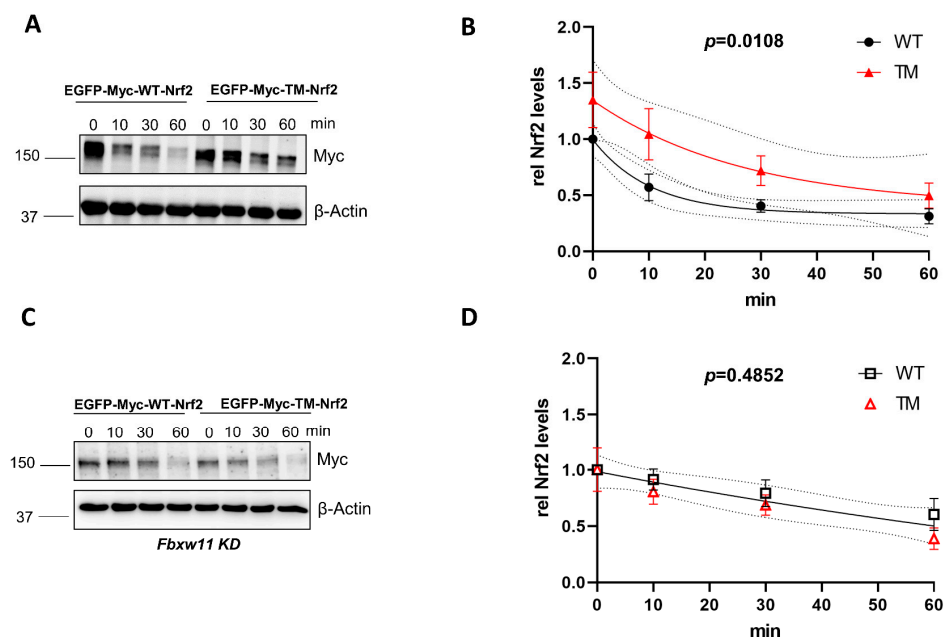 A
EGFP-Myc-WT-Nrf2 EGFP-Myc-TM-Nrf2
0 10 30 60 0 10 30 60 min
150 Myc
37 β-Actin
B
p=0.0108
WT
TM
rel Nrf2 levels
2.0
1.5
1.0
0.5
0.0
0 10 20 30 40 50 60
min
C
EGFP-Myc-WT-Nrf2 EGFP-Myc-TM-Nrf2
0 10 30 60 0 10 30 60 min
150 Myc
37 β-Actin
Fbxw11 KD
D
p=0.4852
WT
TM
rel Nrf2 levels
2.0
1.5
1.0
0.5
0.0
0 10 20 30 40 50 60
min